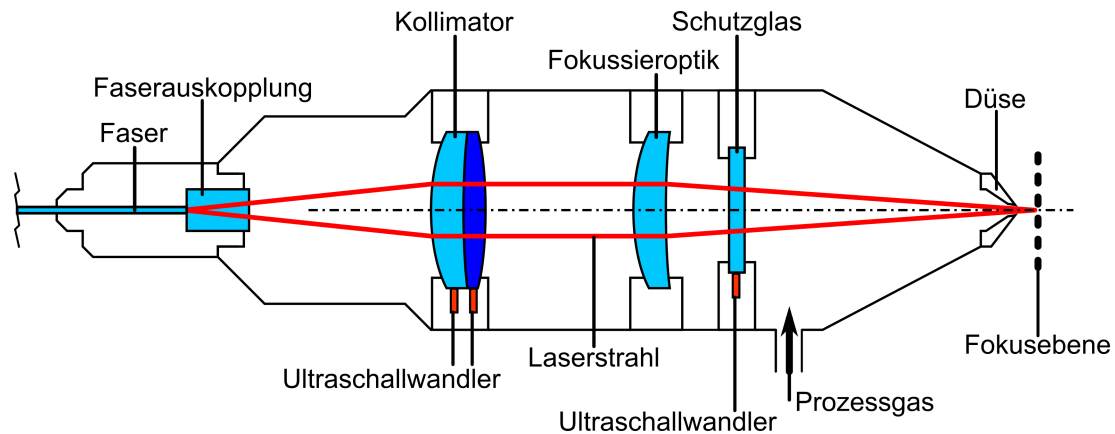 Kollimator
Schutzglas
Fokussieroptik
Faserauskopplung
Düse
Faser
Laserstrahl
Fokusebene
Ultraschallwandler
Prozessgas
Ultraschallwandler